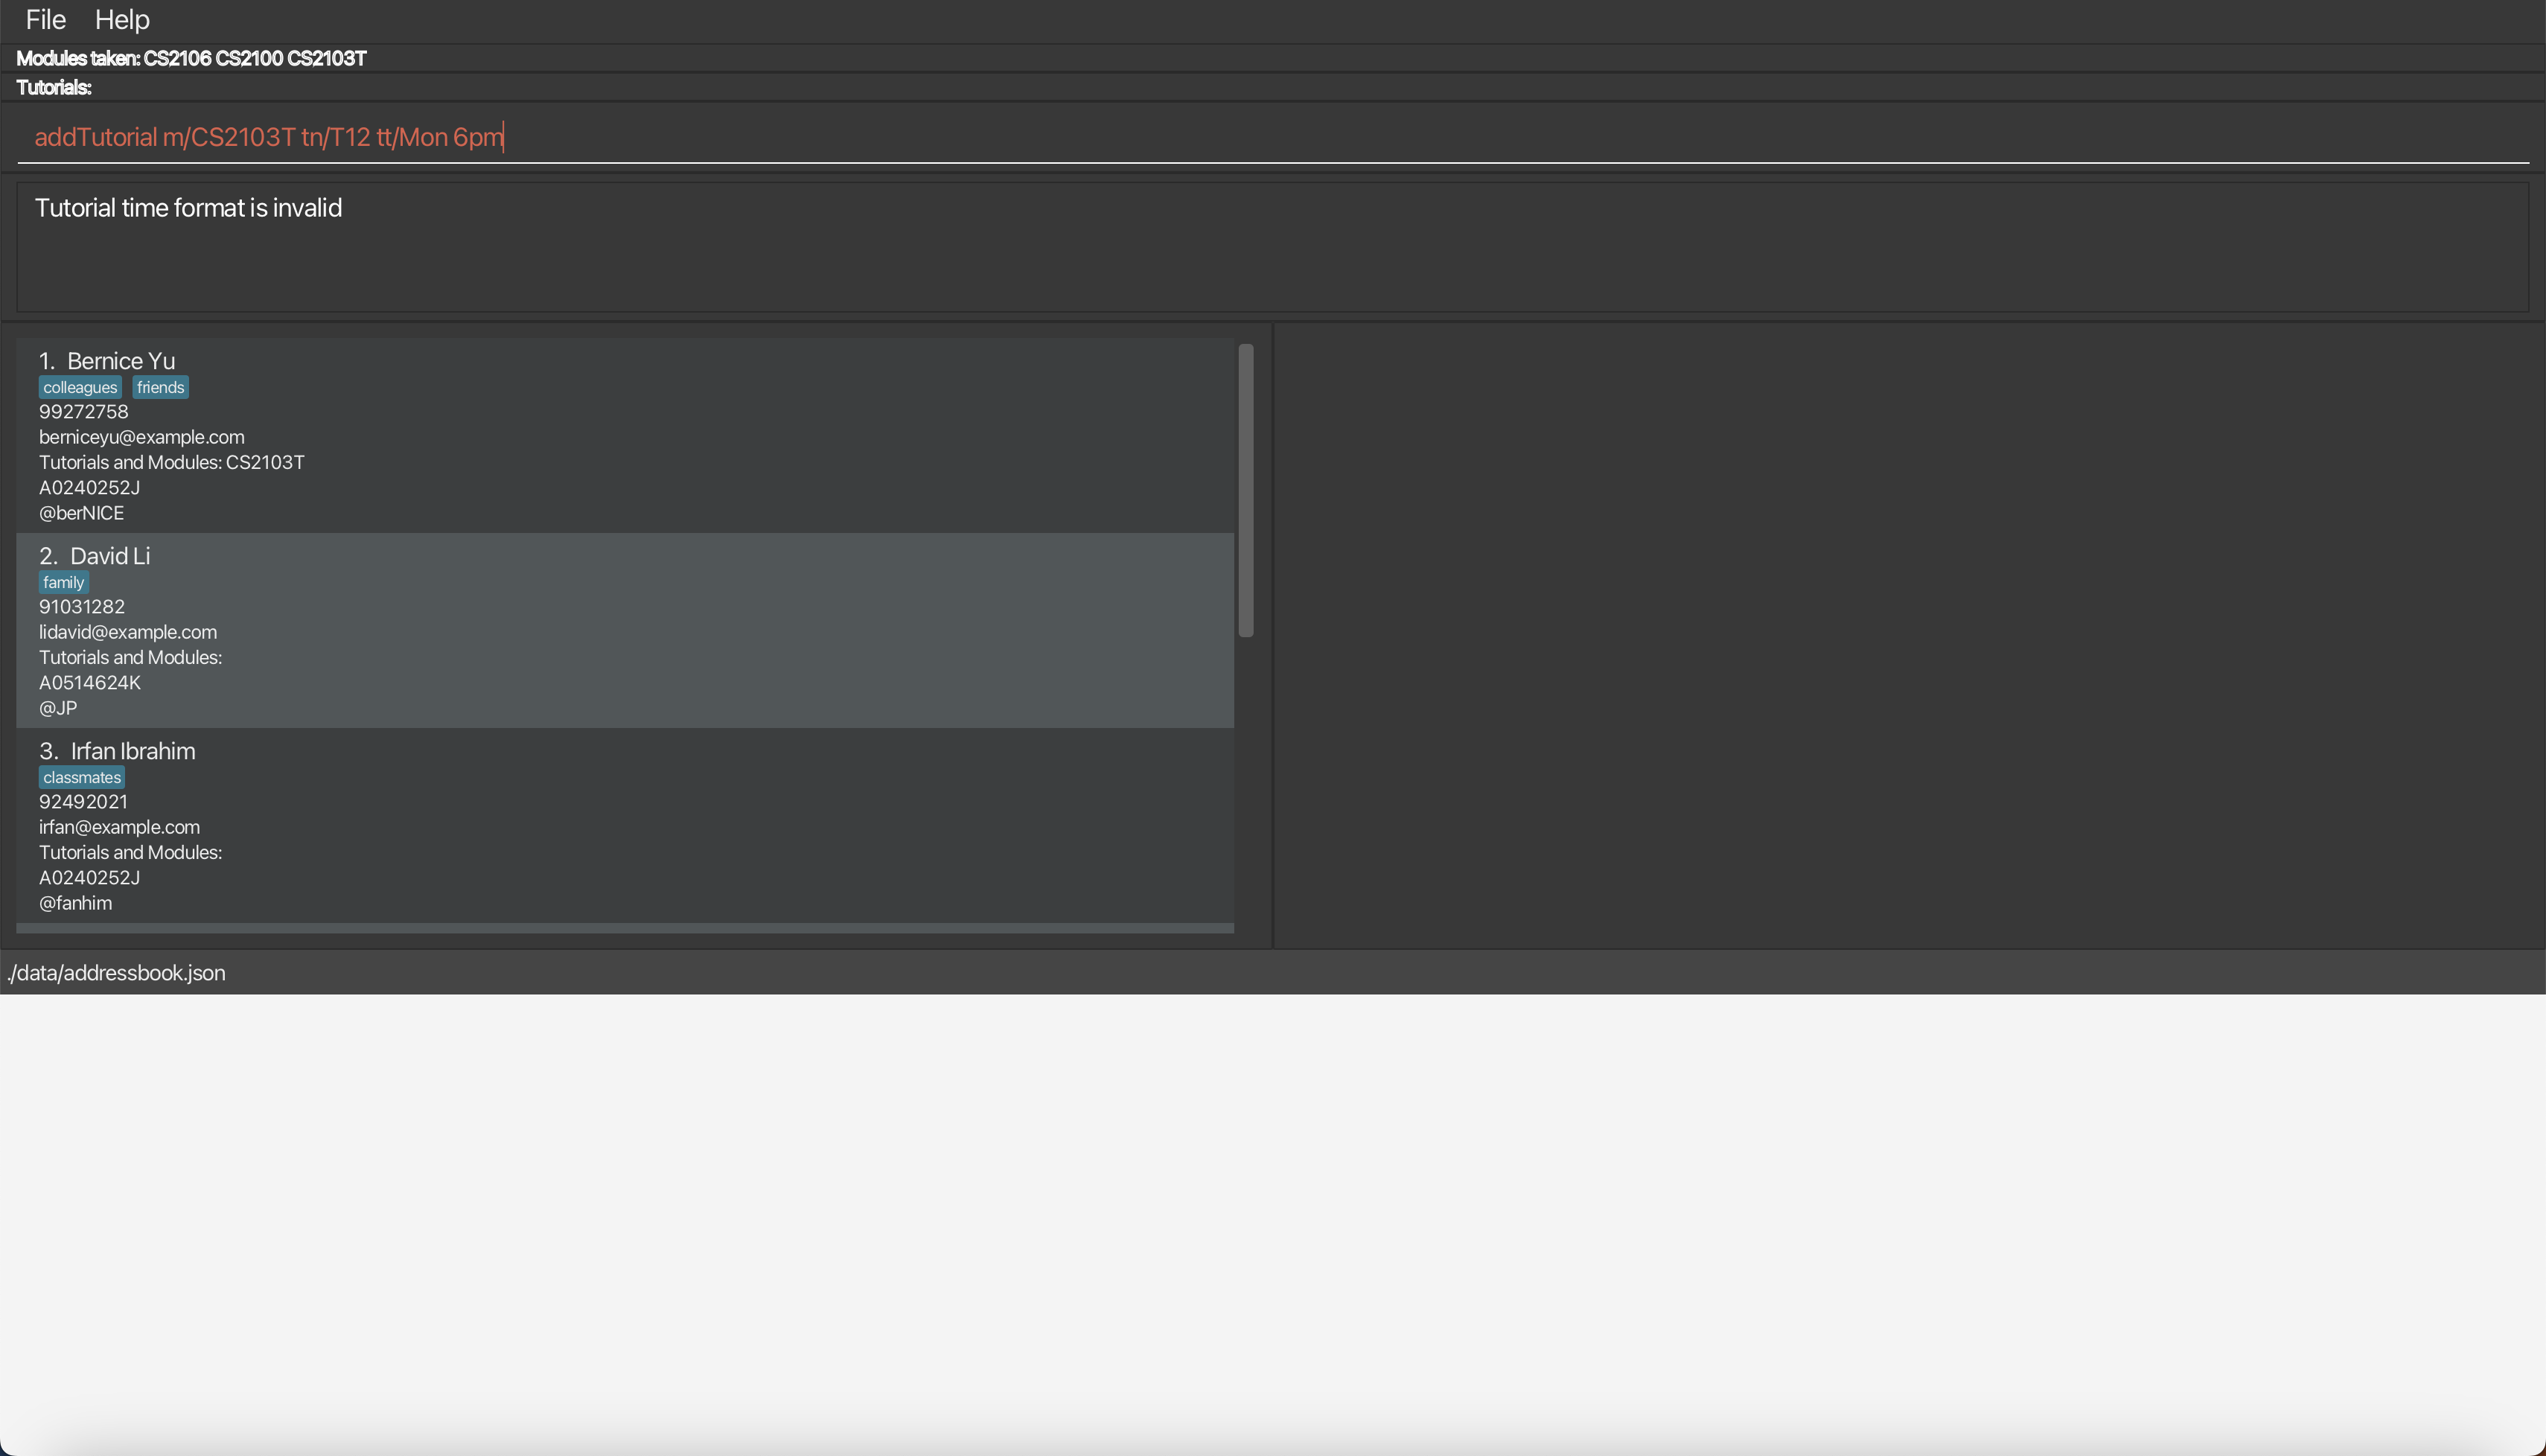 File Help
Modules taken: CS2106 CS2100 CS2103T
Tutorials:
addTutorial m/CS2103T tn/T12 tt/Mon 6pm
Tutorial time format is invalid
1. Bernice Yu
colleagues friends
99272758
berniceyu@example.com
Tutorials and Modules: CS2103T
A0240252J
@berNICE
2. David Li
family
91031282
lidavid@example.com
Tutorials and Modules:
A0514624K
@JP
3. Irfan Ibrahim
classmates
92492021
irfan@example.com
Tutorials and Modules:
A0240252J
@fanhim
./data/addressbook.json